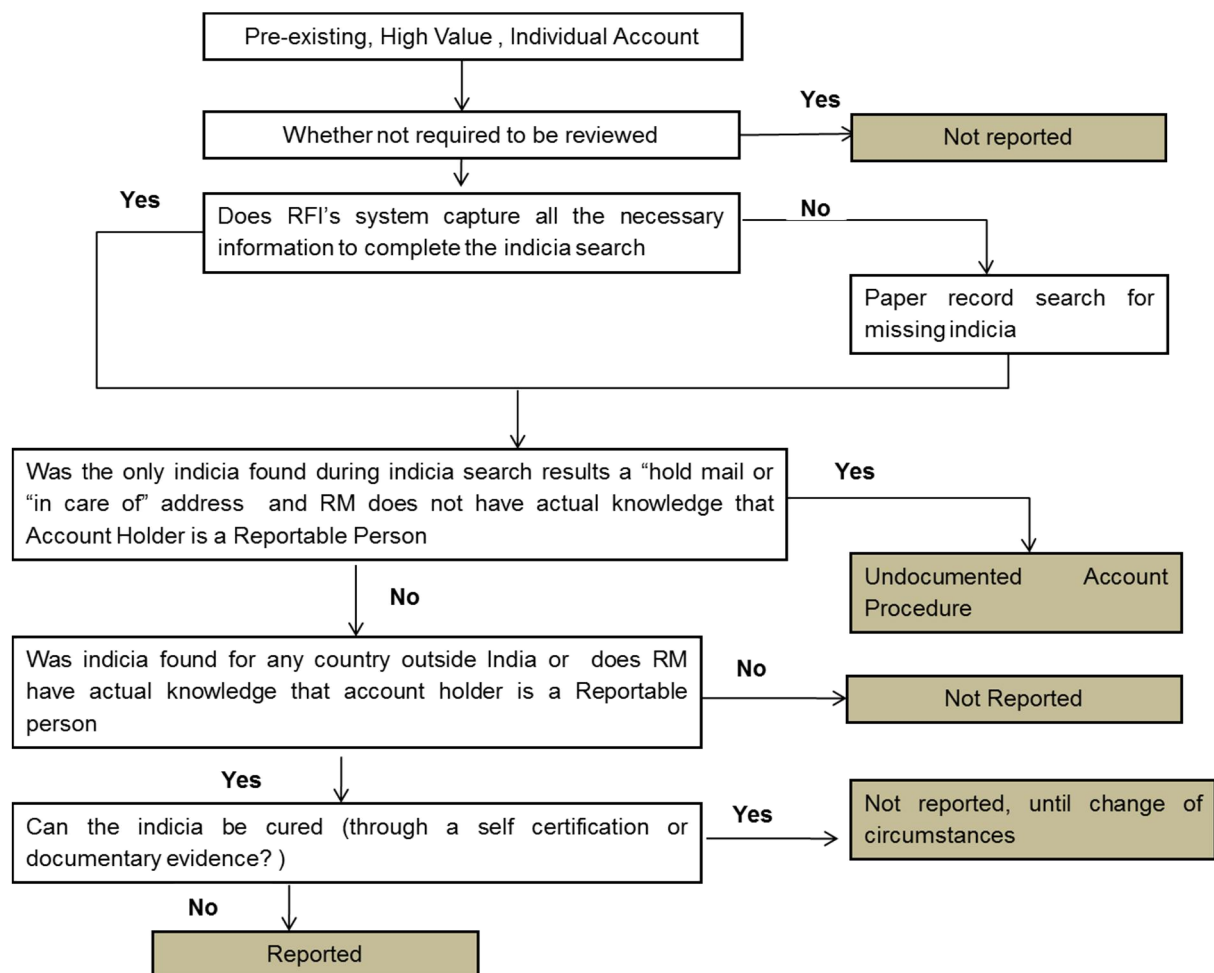 Pre-existing, High Value , Individual Account
Yes
Whether not required to be reviewed
Not reported
Yes
Does RFI’s system capture all the necessary
information to complete the indicia search
No
Paper record search for
missing indicia
Was the only indicia found during indicia search results a “hold mail or
“in care of” address and RM does not have actual knowledge that
Account Holder is a Reportable Person
Yes
Undocumented Account
Procedure
No
Was indicia found for any country outside India or does RM
have actual knowledge that account holder is a Reportable
person
No
Not Reported
Yes
Can the indicia be cured (through a self certification or
documentary evidence? )
Yes
Not reported, until change of
circumstances
No
Reported